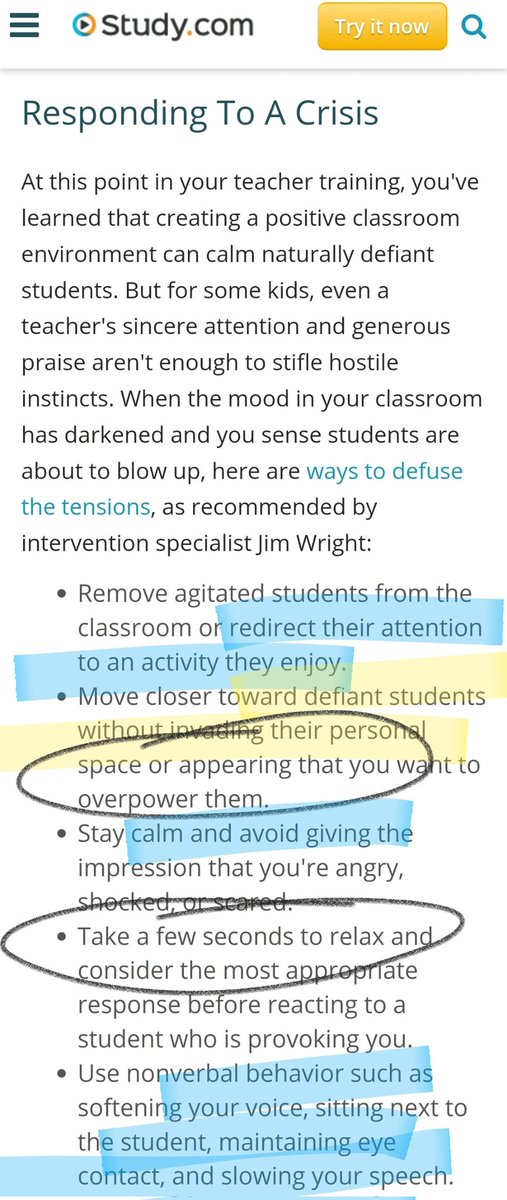 Study.com
Try it now
Responding To A Crisis
At this point in your teacher training, you've
learned that creating a positive classroom
environment can calm naturally defiant
students. But for some kids, even a
teacher's sincere attention and generous
praise aren't enough to stifle hostile
instincts. When the mood in your classroom
has darkened and you sense students are
about to blow up, here are ways to defuse
the tensions, as recommended by
intervention specialist Jim Wright:
• Remove agitated students from the
classroom or redirect their attention
to an activity they enjoy.
• Move closer toward defiant students
without invading their personal
space or appearing that you want to
overpower them.
• Stay calm and avoid giving the
impression that you're angry,
shocked, or scared.
• Take a few seconds to relax and
consider the most appropriate
response before reacting to a
student who is provoking you.
• Use nonverbal behavior such as
softening your voice, sitting next to
the student, maintaining eye
contact, and slowing your speech.